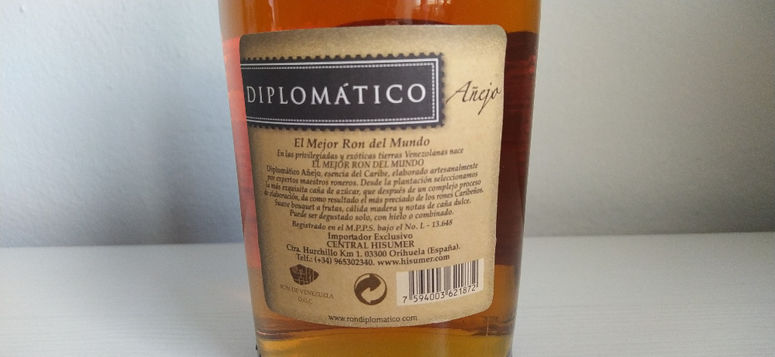 DIPLOMÁTICO Añejo
El Mejor Ron del Mundo
En las privilegiadas y exóticas tierras Venezolanas nace
EL MEJOR RON DEL MUNDO
Diplomático Añejo, esencia del Caribe, elaborado artesanalmente
por expertos maestros roneros. Desde la plantación seleccionamos
la más exquisita caña de azúcar, que después de un complejo proceso
de elaboración, da como resultado el más preciado de los rones Caribeños.
Suave bouquet a frutas, cálida madera y notas de caña dulce.
Puede ser degustado solo, con hielo o combinado.
Registrado en el M.P.P.S. bajo el No. L - 13.648
Importador Exclusivo
CENTRAL HISUMER
Ctra. Hurchillo Km 1. 03300 Orihuela (España).
Telf.: (+34) 965302340. www.hisumer.com
RON DE VENEZUELA
D.O.C
7 594003 621872
www.rondiplomatico.com